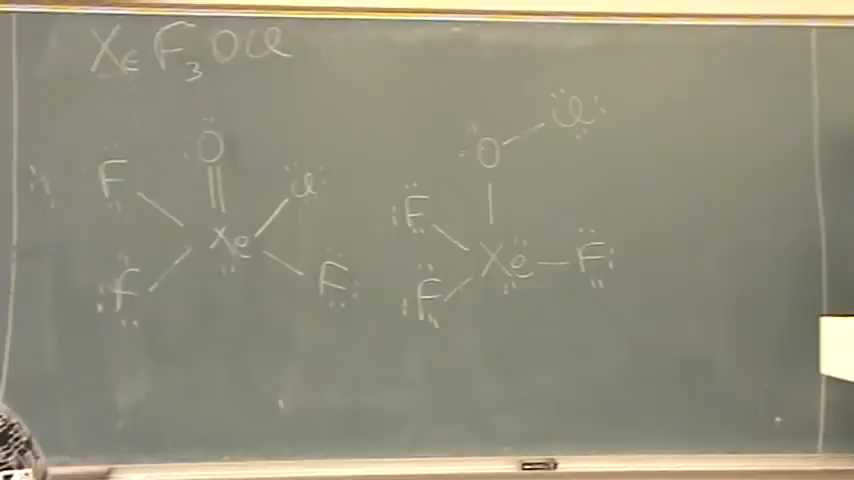 XeF3OCl
O Cl
F O Cl
Xe
F F
F Xe F
F